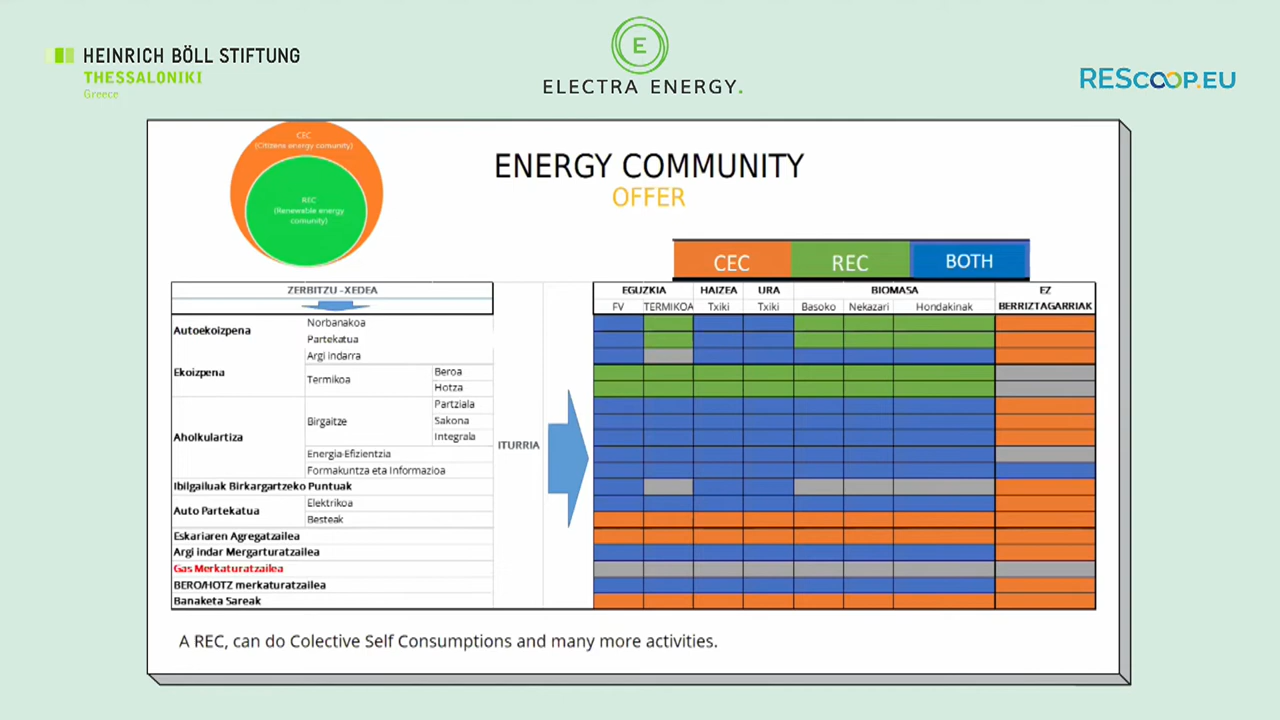 HEINRICH BÖLL STIFTUNG
THESSALONIKI
Greece
E
ELECTRA ENERGY.
REScoop.EU
CEC
(Citizens energy comunity)
REC
(Renewable energy
comunity)
ENERGY COMMUNITY
OFFER
CEC REC BOTH
ZERBITZU -XEDEA EGUZKIA HAIZEA URA BIOMASA EZ
FV TERMIKOA Txiki Txiki Basoko Nekazari Hondakinak BERRIZTAGARRIAK
Autoekoizpena
Norbanakoa
Partekatua
Ekoizpena
Argi indarra
Termikoa
Beroa
Hotza
Aholkulartiza
Birgaitze
Partziala
Sakona
Integrala
Energia-Efizientzia
Formakuntza eta Informazioa
Ibilgailuak Birkargartzeko Puntuak
Auto Partekatua
Elektrikoa
Besteak
Eskariaren Agregatzailea
Argi indar Mergarturatzailea
Gas Merkaturatzailea
BERO/HOTZ merkaturatzailea
Banaketa Sareak
ITURRIA
A REC, can do Colective Self Consumptions and many more activities.